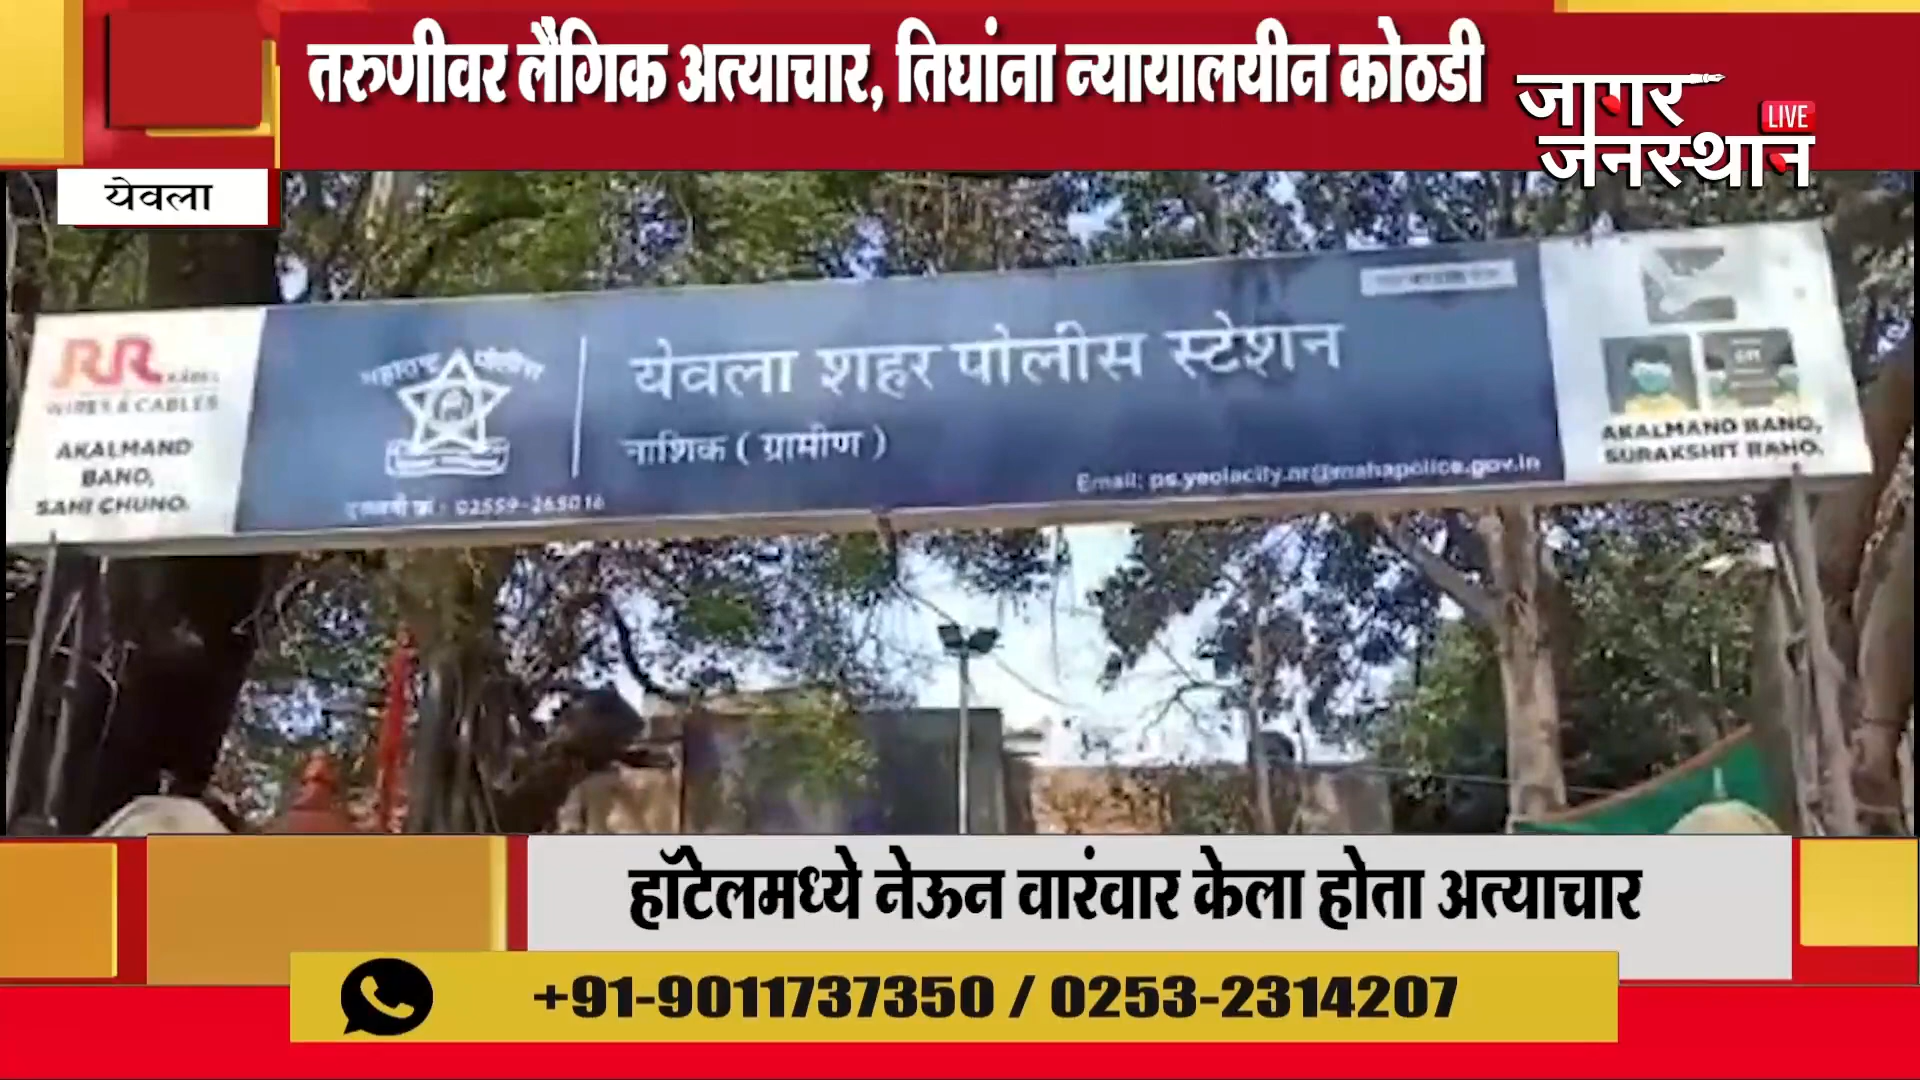 तरुणीवर लैंगिक अत्याचार, तिघांना न्यायालयीन कोठडी
जागर
जनस्थान
LIVE
येवला
RR
WIRES & CABLES
AKALMAND
BANO,
SAHI CHUNO.
महाराष्ट्र पोलीस
येवला शहर पोलीस स्टेशन
नाशिक ( ग्रामीण )
Email: ps.yeolacity.nr@mahapolice.gov.in
02559-265016
AKALMAND BANO,
SURAKSHIT RAHO.
हॉटेलमध्ये नेऊन वारंवार केला होता अत्याचार
+91-9011737350 / 0253-2314207